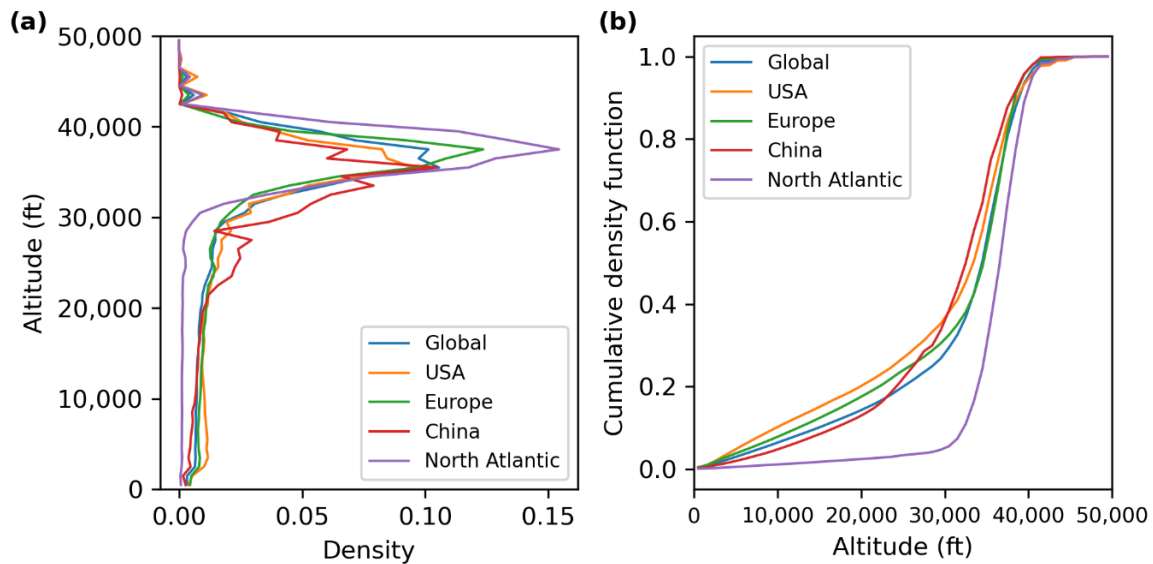 (a)
50,000
40,000
30,000
20,000
10,000
0
Altitude (ft)
0.00 0.05 0.10 0.15
Density
Global
USA
Europe
China
North Atlantic
(b)
1.0
0.8
0.6
0.4
0.2
0.0
Cumulative density function
0 10,000 20,000 30,000 40,000 50,000
Altitude (ft)
Global
USA
Europe
China
North Atlantic